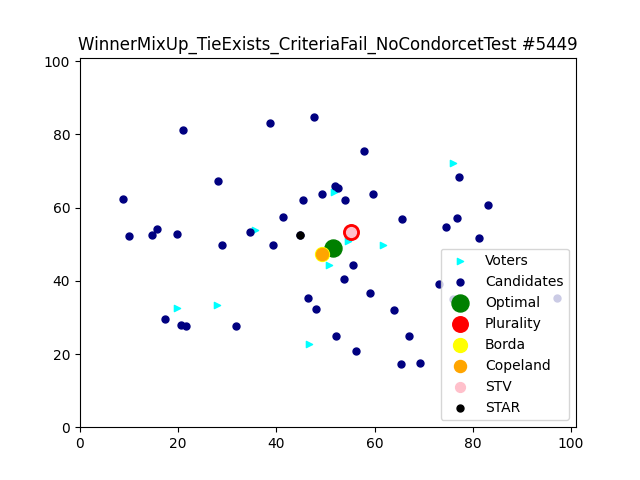 WinnerMixUp_TieExists_CriteriaFail_NoCondorcetTest #5449
100
80
60
40
20
0
0 20 40 60 80 100
Voters
Candidates
Optimal
Plurality
Borda
Copeland
STV
STAR